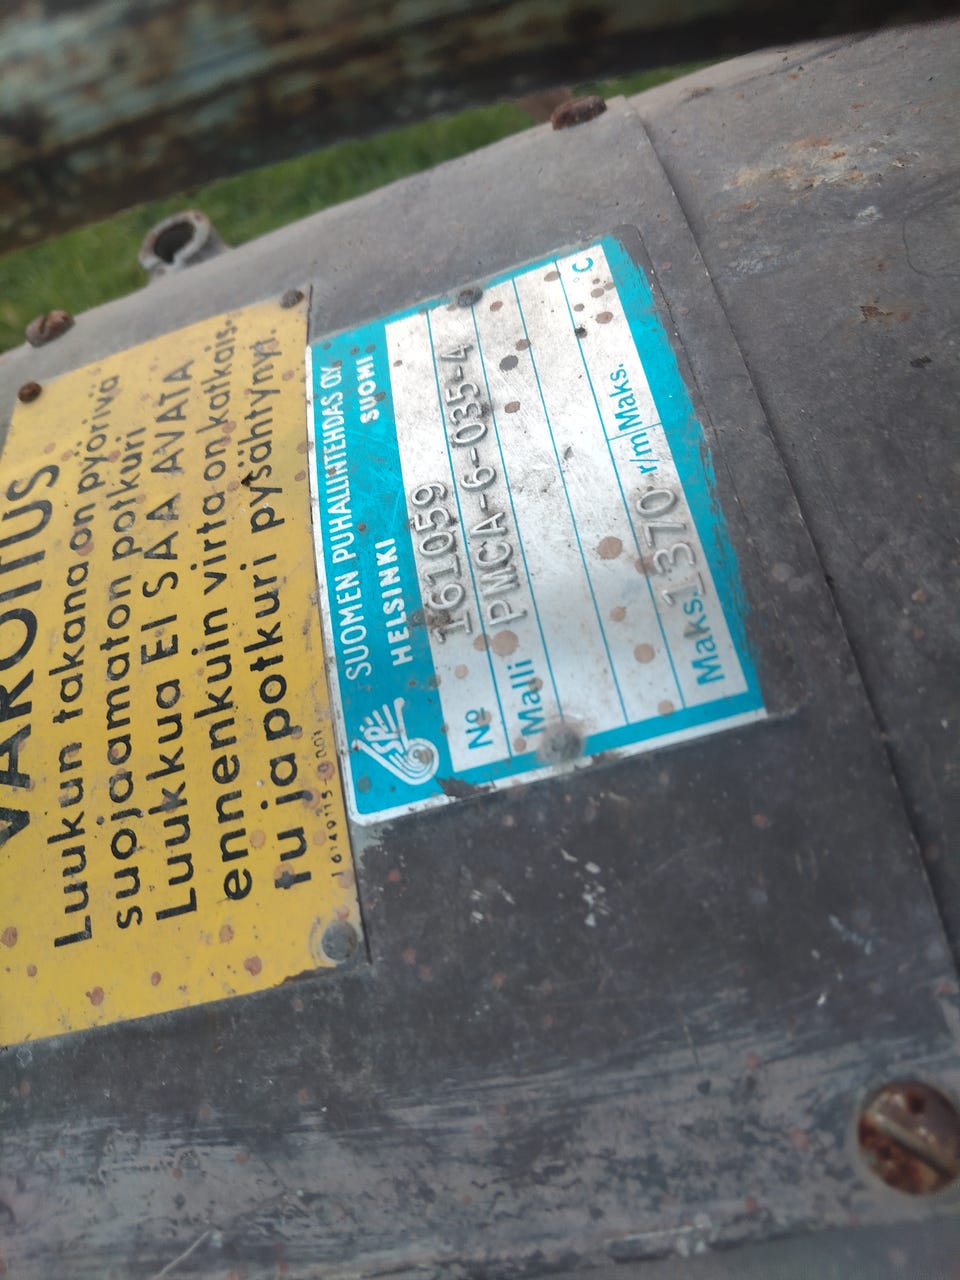 VAROITUS
Luukun takana on pyörivä
suojaamaton potkuri
Luukkua EI SAA AVATA
ennenkuin virta on katkais-
tu ja potkuri pysähtynyt.
SUOMEN PUHALLINTEHDAS OY
HELSINKI SUOMI
No 161059
Malli PMCA-6-035-4
Maks. 1370 r/m Maks. °C